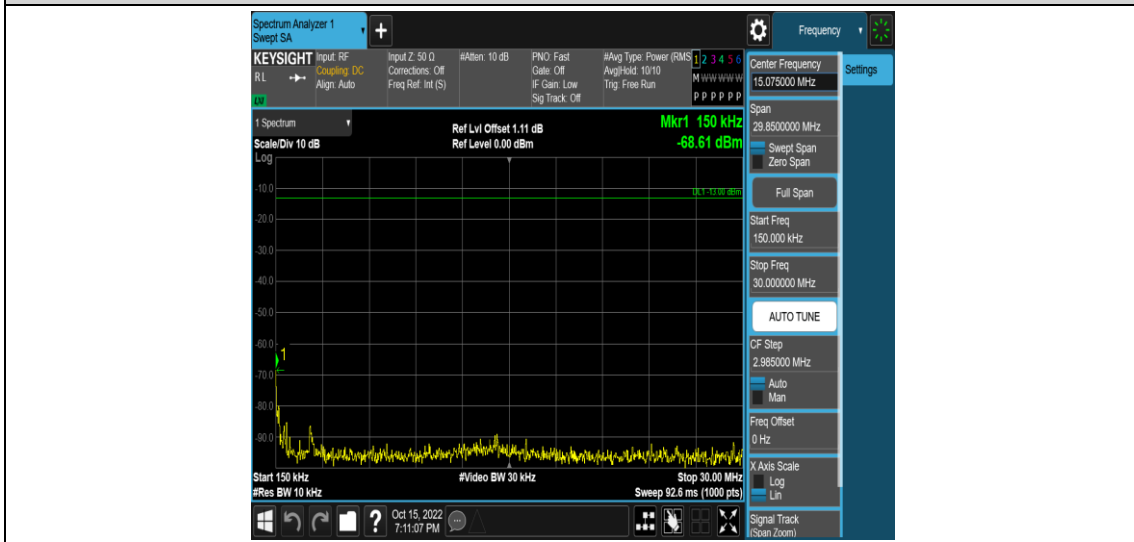 Spectrum Analyzer 1
Swept SA
+
Frequency
KEYSIGHT
RL
LXI
Input: RF
Coupling: DC
Align: Auto
Input Z: 50 Ω
Corrections: Off
Freq Ref: Int (S)
#Atten: 10 dB
PNO: Fast
Gate: Off
IF Gain: Low
Sig Track: Off
#Avg Type: Power (RMS
Avg|Hold: 10/10
Trig: Free Run
1 2 3 4 5 6
M W W W W W
P P P P P P
Center Frequency
15.075000 MHz
Settings
1 Spectrum
Scale/Div 10 dB
Log
Ref Lvl Offset 1.11 dB
Ref Level 0.00 dBm
Mkr1 150 kHz
-68.61 dBm
DL1 -13.00 dBm
-10.0
-20.0
-30.0
-40.0
-50.0
-60.0
1
-70.0
-80.0
-90.0
Start 150 kHz
#Res BW 10 kHz
#Video BW 30 kHz
Stop 30.00 MHz
Sweep 92.6 ms (1000 pts)
Span
29.8500000 MHz
Swept Span
Zero Span
Full Span
Start Freq
150.000 kHz
Stop Freq
30.000000 MHz
AUTO TUNE
CF Step
2.985000 MHz
Auto
Man
Freq Offset
0 Hz
X Axis Scale
Log
Lin
Signal Track
(Span Zoom)
?
Oct 15, 2022
7:11:07 PM